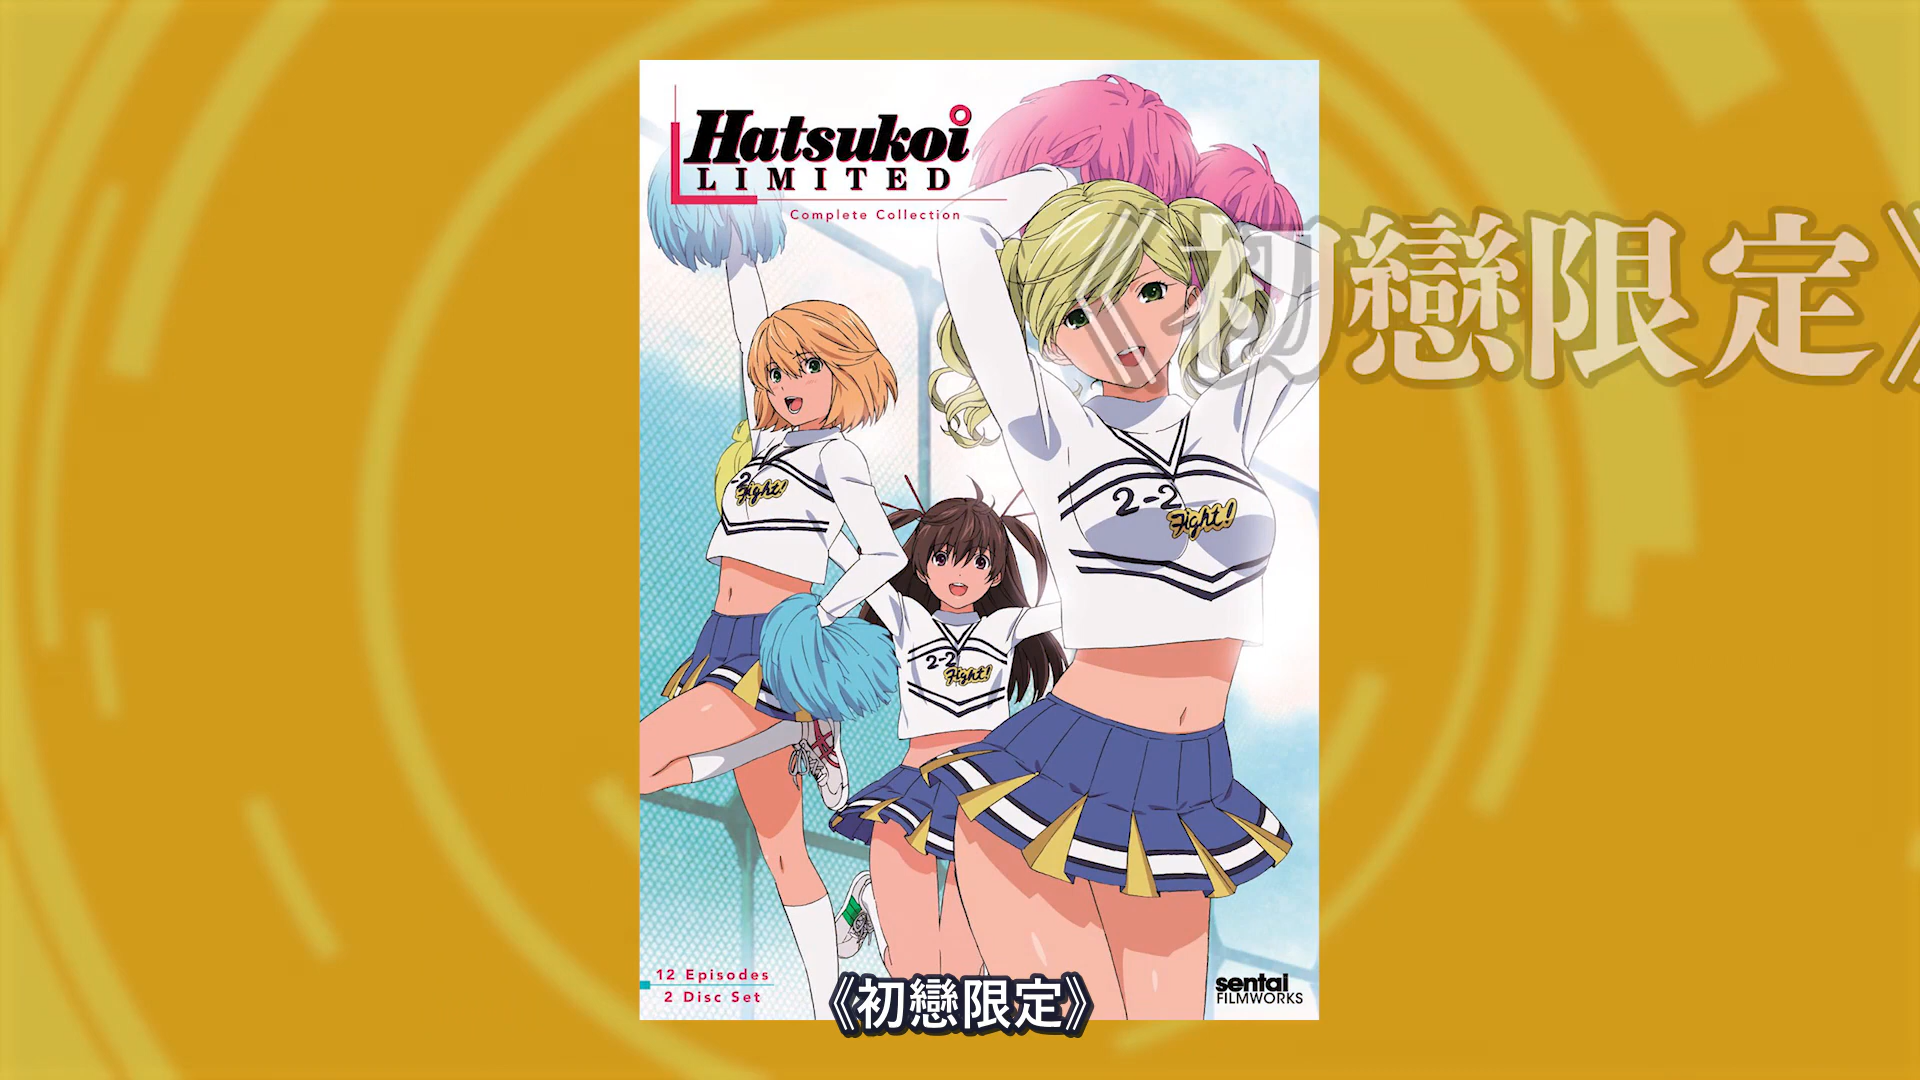 Hatsukoi
LIMITED
Complete Collection
《初戀限定》
-2
Fight!
2-2
Fight!
2-2
Fight!
12 Episodes
2 Disc Set
sentai
FILMWORKS
《初戀限定》